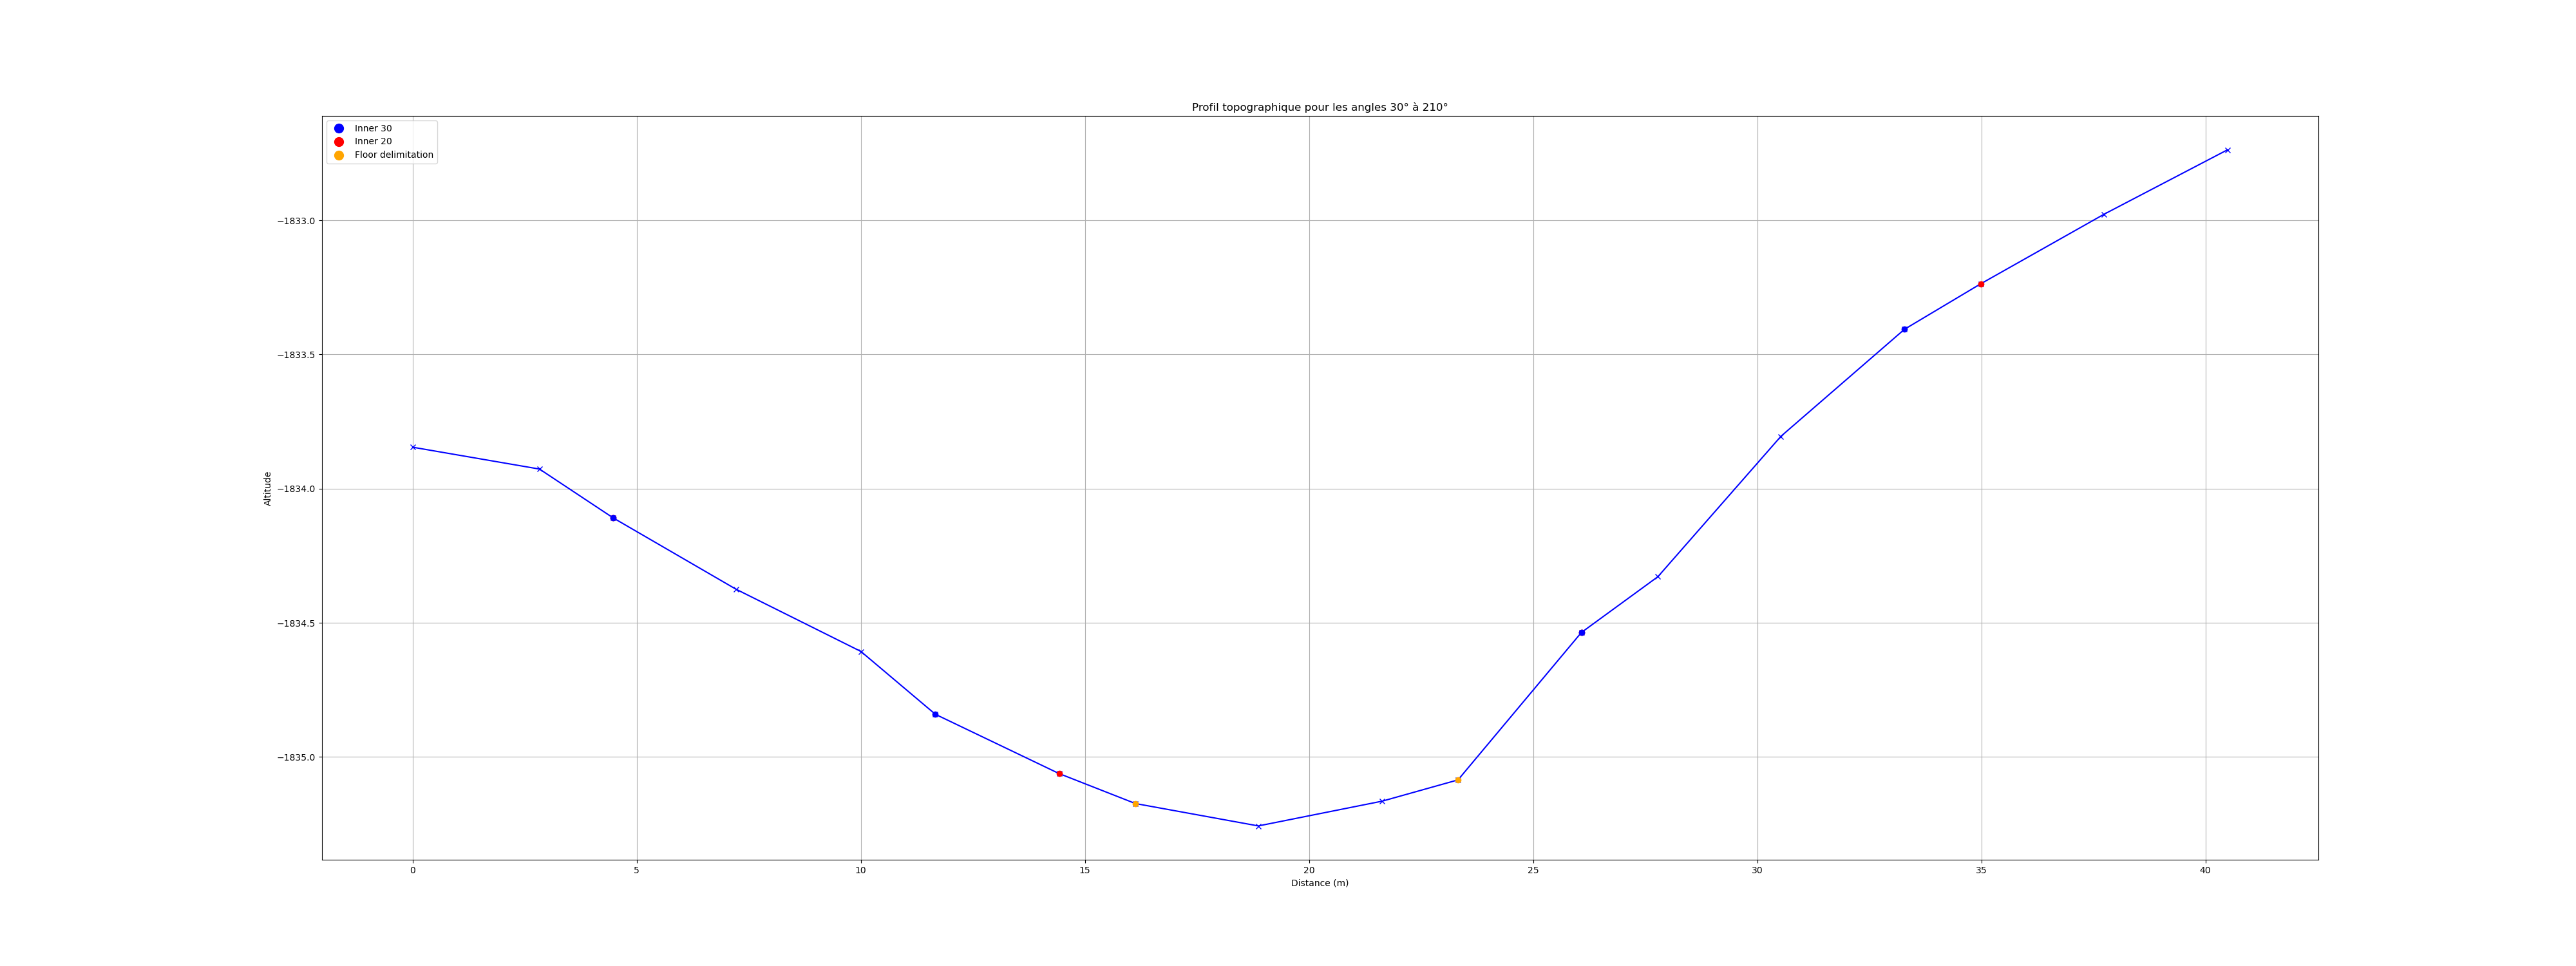 Profil topographique pour les angles 30° à 210°
Inner 30
Inner 20
Floor delimitation
−1833.0
−1833.5
−1834.0
−1834.5
−1835.0
Altitude
0 5 10 15 20 25 30 35 40
Distance (m)